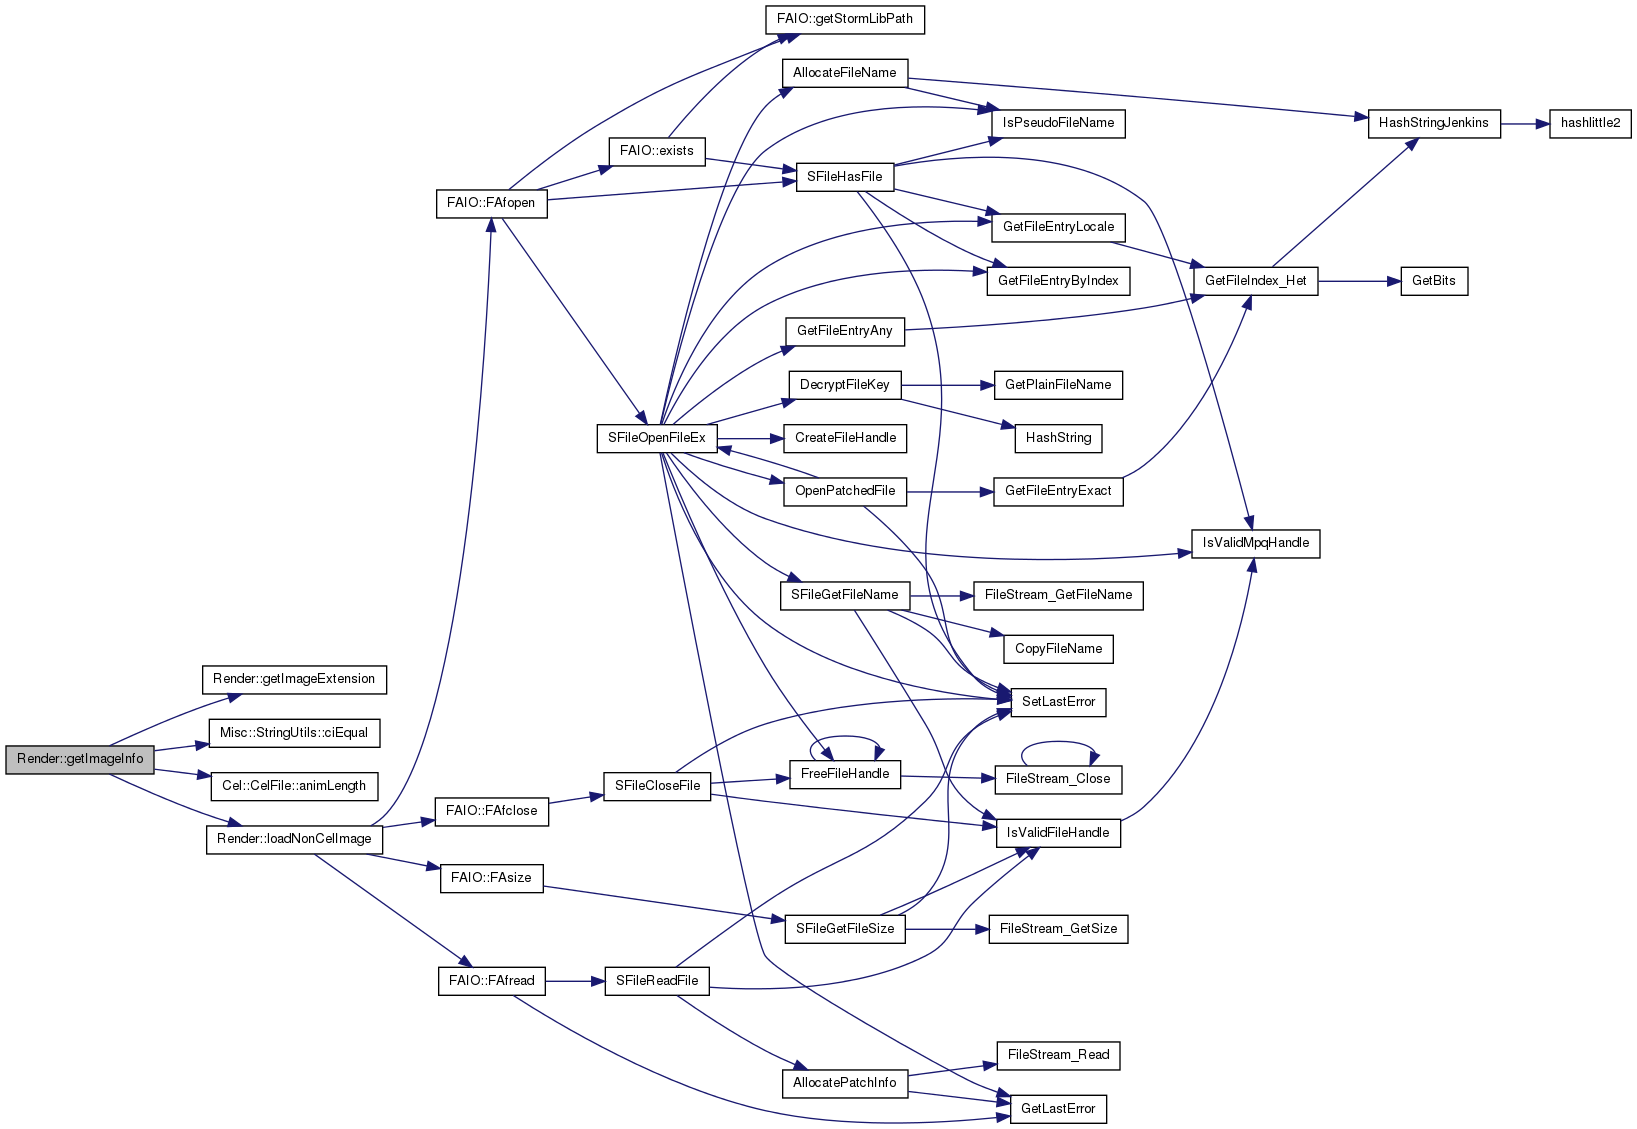 FAIO::getStormLibPath
AllocateFileName
IsPseudoFileName
HashStringJenkins
hashlittle2
FAIO::exists
SFileHasFile
FAIO::FAfopen
GetFileEntryLocale
GetFileEntryByIndex
GetFileIndex_Het
GetBits
GetFileEntryAny
DecryptFileKey
GetPlainFileName
SFileOpenFileEx
CreateFileHandle
HashString
OpenPatchedFile
GetFileEntryExact
IsValidMpqHandle
SFileGetFileName
FileStream_GetFileName
CopyFileName
Render::getImageExtension
SetLastError
Misc::StringUtils::ciEqual
Render::getImageInfo
Cel::CelFile::animLength
SFileCloseFile
FreeFileHandle
FileStream_Close
FAIO::FAfclose
Render::loadNonCelImage
IsValidFileHandle
FAIO::FAsize
SFileGetFileSize
FileStream_GetSize
FAIO::FAfread
SFileReadFile
FileStream_Read
AllocatePatchInfo
GetLastError